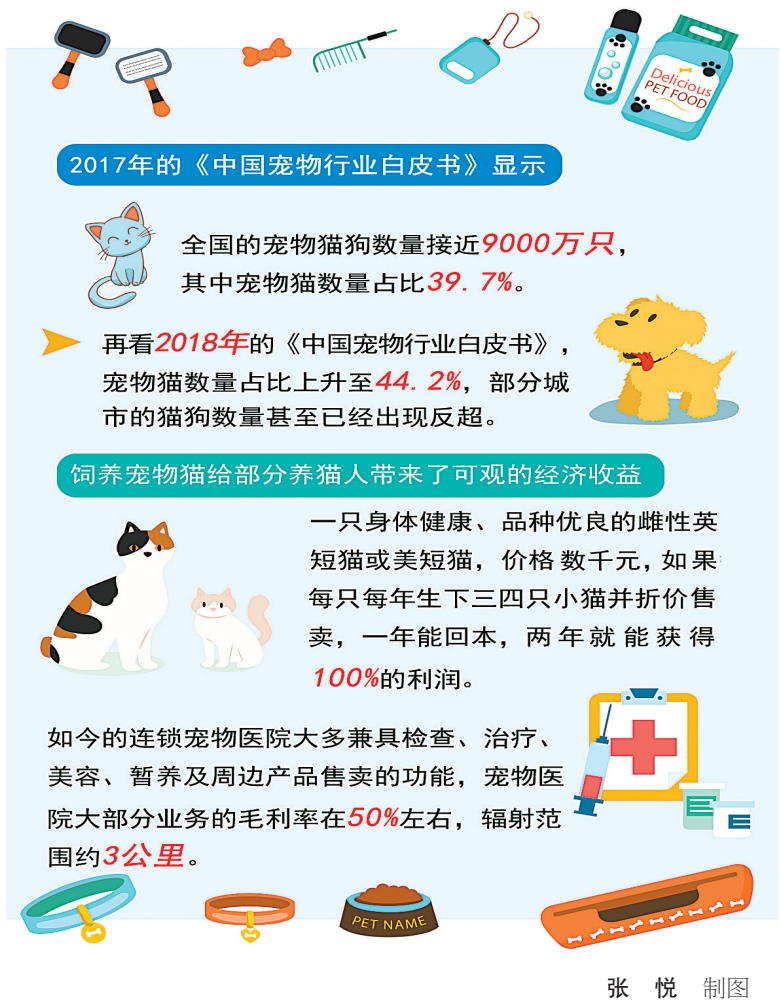 Delicious
PET FOOD
2017年的《中国宠物行业白皮书》显示
全国的宠物猫狗数量接近9000万只，
其中宠物猫数量占比39.7%。
再看2018年的《中国宠物行业白皮书》，
宠物猫数量占比上升至44.2%，部分城
市的猫狗数量甚至已经出现反超。
饲养宠物猫给部分养猫人带来了可观的经济收益
一只身体健康、品种优良的雌性英
短猫或美短猫，价格数千元，如果
每只每年生下三四只小猫并折价售
卖，一年能回本，两年就能获得
100%的利润。
如今的连锁宠物医院大多兼具检查、治疗、
美容、暂养及周边产品售卖的功能，宠物医
院大部分业务的毛利率在50%左右，辐射范
围约3公里。
PET NAME
张 悦 制图